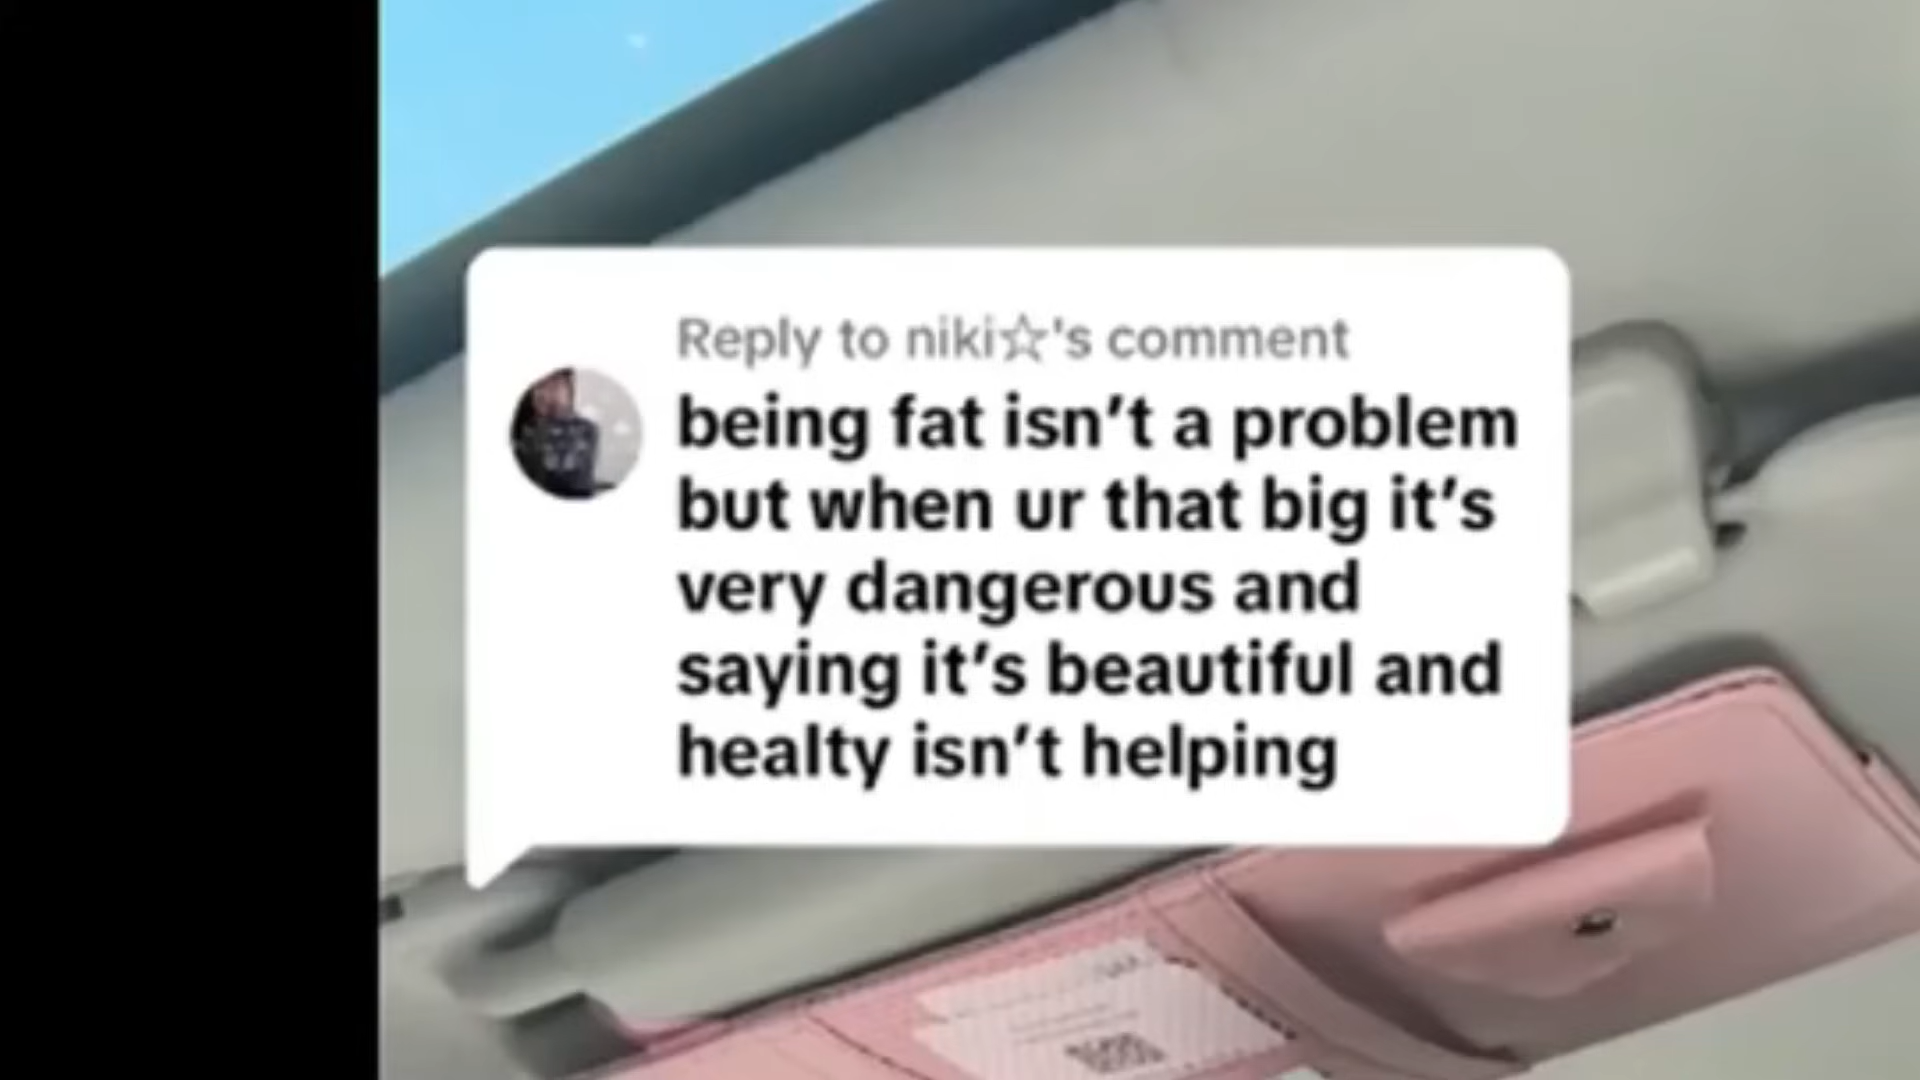 Reply to niki☆'s comment
being fat isn’t a problem
but when ur that big it’s
very dangerous and
saying it’s beautiful and
healty isn’t helping